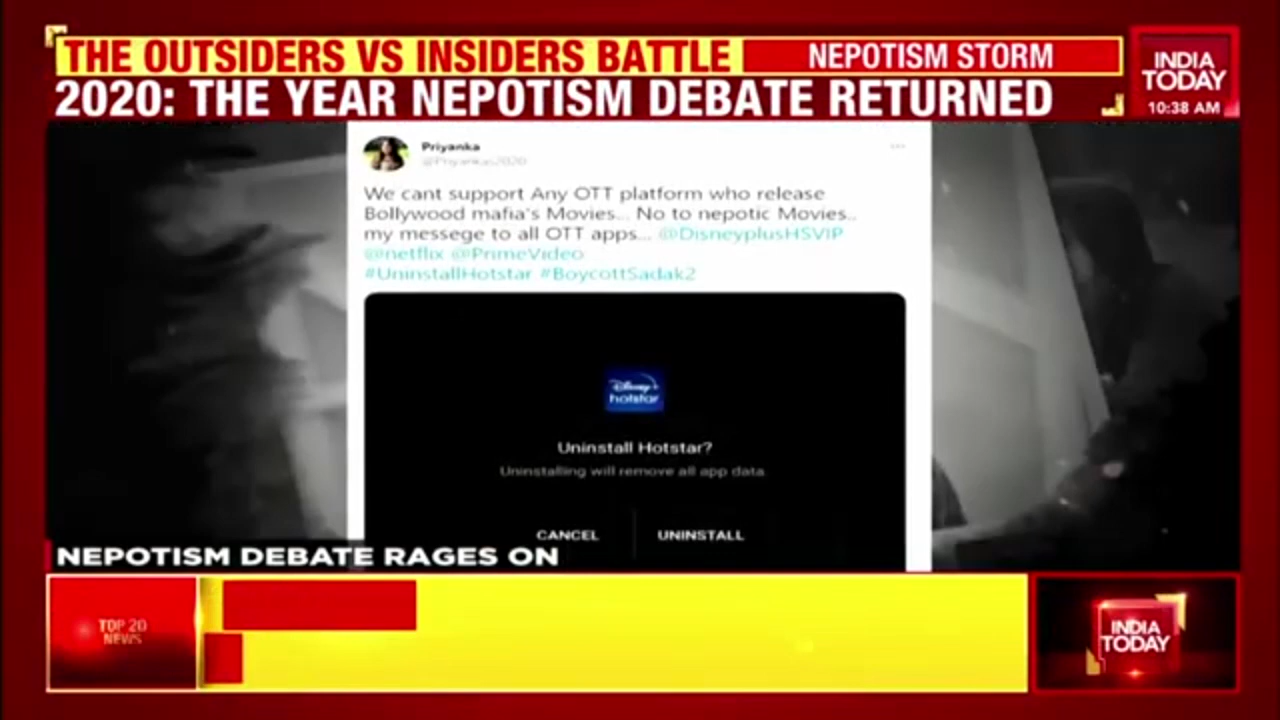 THE OUTSIDERS VS INSIDERS BATTLE
NEPOTISM STORM
INDIA
TODAY
10:38 AM
2020: THE YEAR NEPOTISM DEBATE RETURNED
Priyanka
We cant support Any OTT platform who release
Bollywood mafia's Movies... No to nepotic Movies..
my messege to all OTT apps... @DisneyplusHSVIP
@netflix @PrimeVideo
#UninstallHotstar #BoycottSadak2
Disney+
hotstar
Uninstall Hotstar?
Uninstalling will remove all app data.
CANCEL
UNINSTALL
NEPOTISM DEBATE RAGES ON
TOP 20
NEWS
INDIA
TODAY